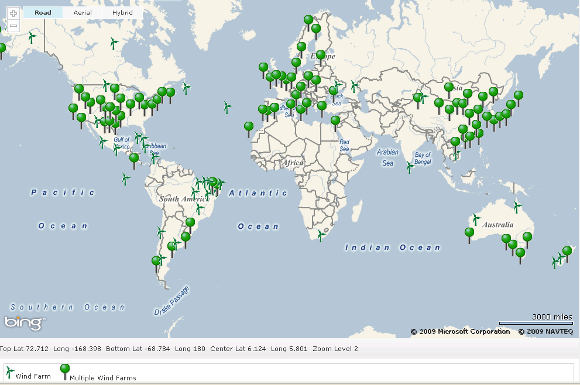 Road Aerial Hybrid
Europe
Asia
Gulf of
Mexico
Caribbean
Sea
Red
Sea
Arabian
Sea
Bay of
Bengal
Africa
Pacific
Ocean
Atlantic
Ocean
South America
Indian Ocean
Australia
Southern Ocean
Drake Passage
bing
3000 miles
© 2009 Microsoft Corporation © 2009 NAVTEQ
Top Lat 72.712 Long -168.398 Bottom Lat -68.784 Long 180 Center Lat 6.124 Long 5.801 Zoom Level 2
Wind Farm Multiple Wind Farms